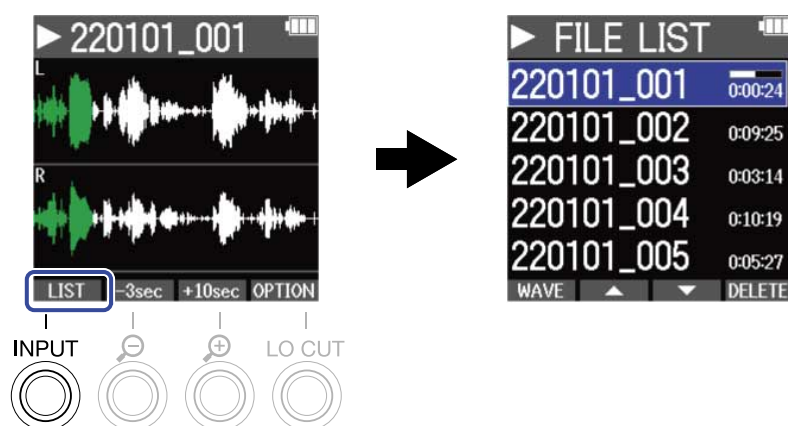 220101_001
L
R
LIST -3sec +10sec OPTION
INPUT LO CUT
FILE LIST
220101_001 0:00:24
220101_002 0:09:25
220101_003 0:03:14
220101_004 0:10:19
220101_005 0:05:27
WAVE DELETE